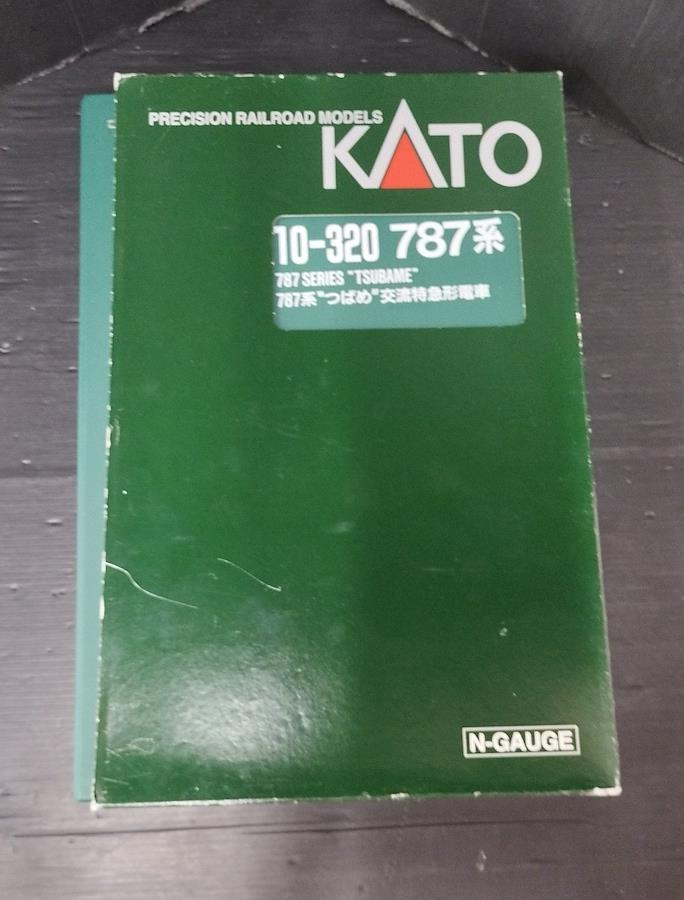 PRECISION RAILROAD MODELS
KATO
10-320 787系
787 SERIES "TSUBAME"
787系"つばめ"交流特急形電車
N-GAUGE